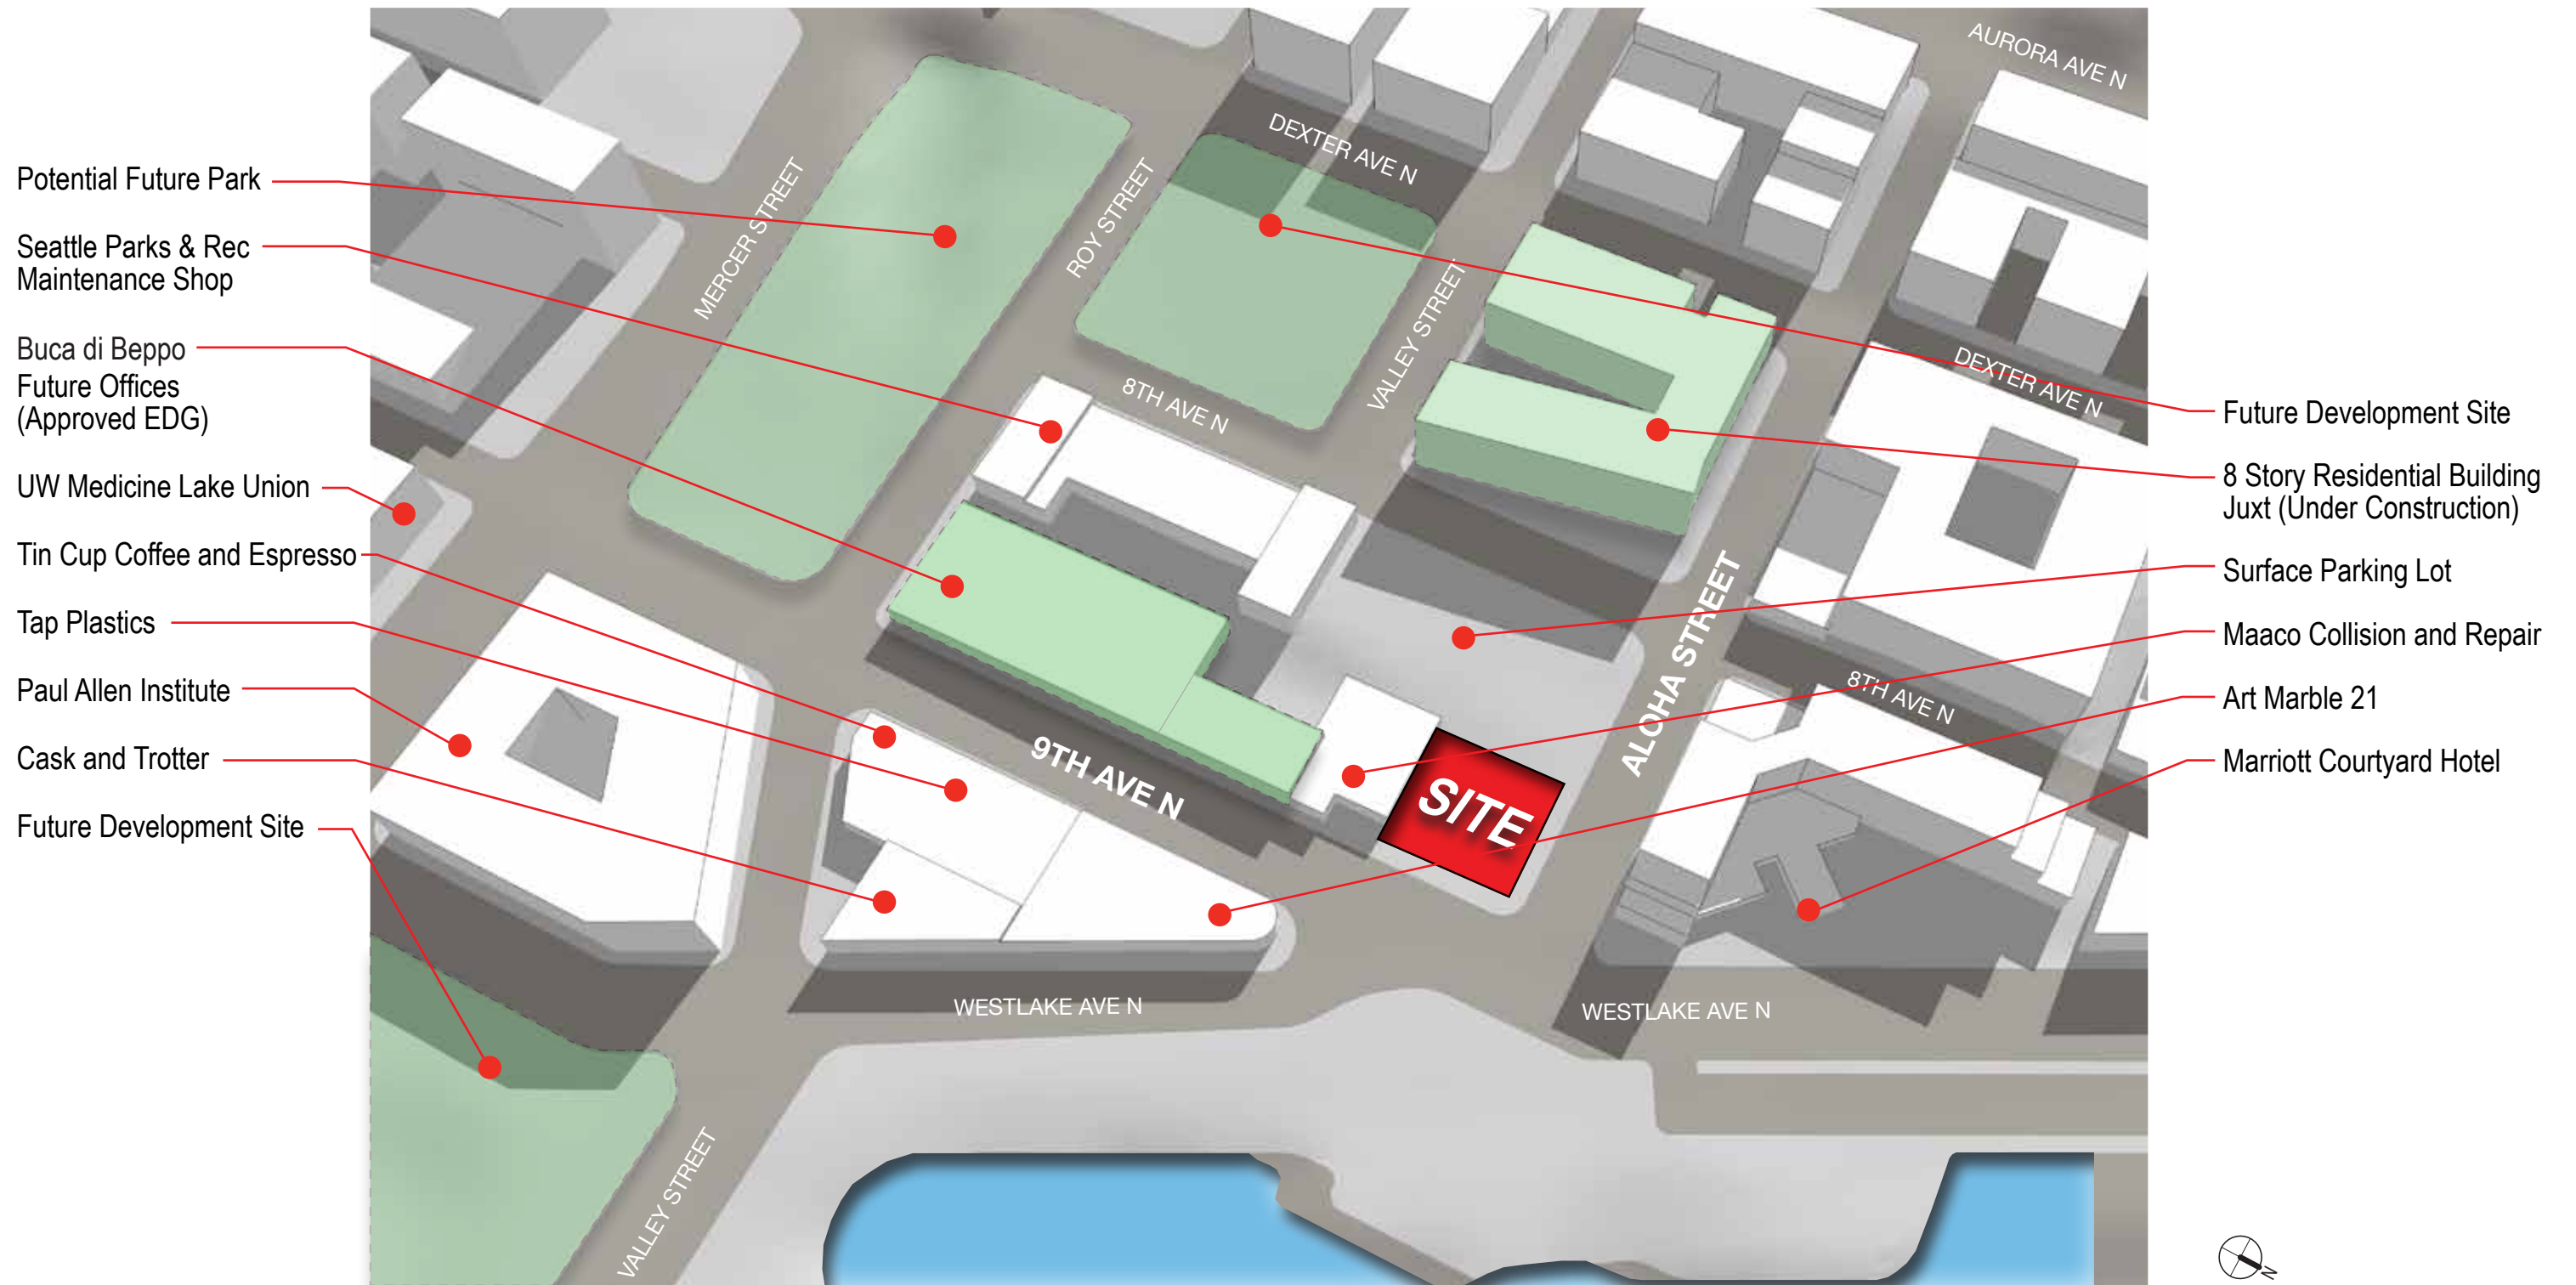 Potential Future Park
Seattle Parks & Rec
Maintenance Shop
Buca di Beppo
Future Offices
(Approved EDG)
UW Medicine Lake Union
Tin Cup Coffee and Espresso
Tap Plastics
Paul Allen Institute
Cask and Trotter
Future Development Site
AURORA AVE N
DEXTER AVE N
MERCER STREET
ROY STREET
VALLEY STREET
8TH AVE N
DEXTER AVE N
ALOHA STREET
8TH AVE N
9TH AVE N
SITE
WESTLAKE AVE N
WESTLAKE AVE N
VALLEY STREET
Future Development Site
8 Story Residential Building
Juxt (Under Construction)
Surface Parking Lot
Maaco Collision and Repair
Art Marble 21
Marriott Courtyard Hotel
N